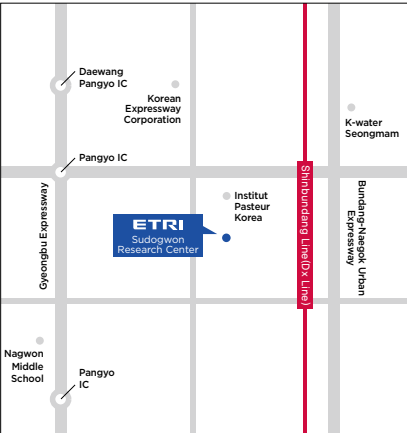 Daewang
Pangyo IC
Korean
Expressway
Corporation
K-water
Seongmam
Pangyo IC
Institut
Pasteur
Korea
ETRI
Sudogwon
Research Center
Gyeongbu Expressway
Shinbundang Line(Dx Line)
Bundang-Naegok Urban
Expressway
Nagwon
Middle
School
Pangyo
IC